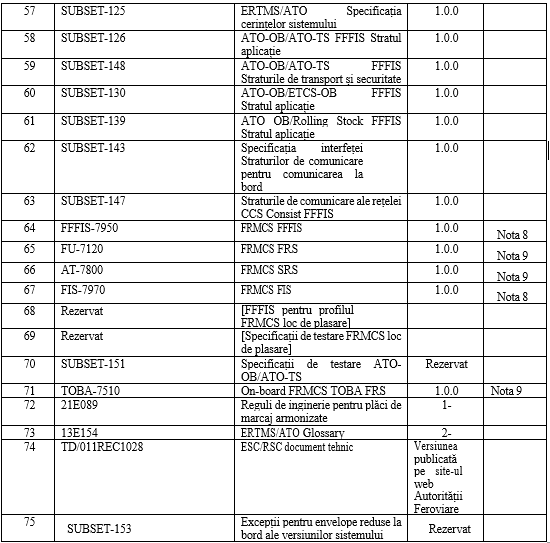 57 SUBSET-125 ERTMS/ATO Specificația 1.0.0
cerințelor sistemului
58 SUBSET-126 ATO-OB/ATO-TS FFFIS Stratul 1.0.0
aplicație
59 SUBSET-148 ATO-OB/ATO-TS FFFIS 1.0.0
Straturile de transport și securitate
60 SUBSET-130 ATO-OB/ETCS-OB FFFIS 1.0.0
Stratul aplicație
61 SUBSET-139 ATO OB/Rolling Stock FFFIS 1.0.0
Stratul aplicație
62 SUBSET-143 Specificația interfeței 1.0.0
Straturilor de comunicare
pentru comunicarea la
bord
63 SUBSET-147 Straturile de comunicare ale rețelei 1.0.0
CCS Consist FFFIS
64 FFFIS-7950 FRMCS FFFIS 1.0.0 Nota 8
65 FU-7120 FRMCS FRS 1.0.0 Nota 9
66 AT-7800 FRMCS SRS 1.0.0 Nota 9
67 FIS-7970 FRMCS FIS 1.0.0 Nota 8
68 Rezervat [FFFIS pentru profilul
FRMCS loc de plasare]
69 Rezervat [Specificații de testare FRMCS loc
de plasare]
70 SUBSET-151 Specificații de testare ATO- Rezervat
OB/ATO-TS
71 TOBA-7510 On-board FRMCS TOBA FRS 1.0.0 Nota 9
72 21E089 Reguli de inginerie pentru plăci de 1-
marcaj armonizate
73 13E154 ERTMS/ATO Glossary 2-
74 TD/011REC1028 ESC/RSC document tehnic Versiunea
publicată
pe site-ul
web
Autorității
Feroviare
75 SUBSET-153 Excepții pentru envelope reduse la Rezervat
bord ale versiunilor sistemului